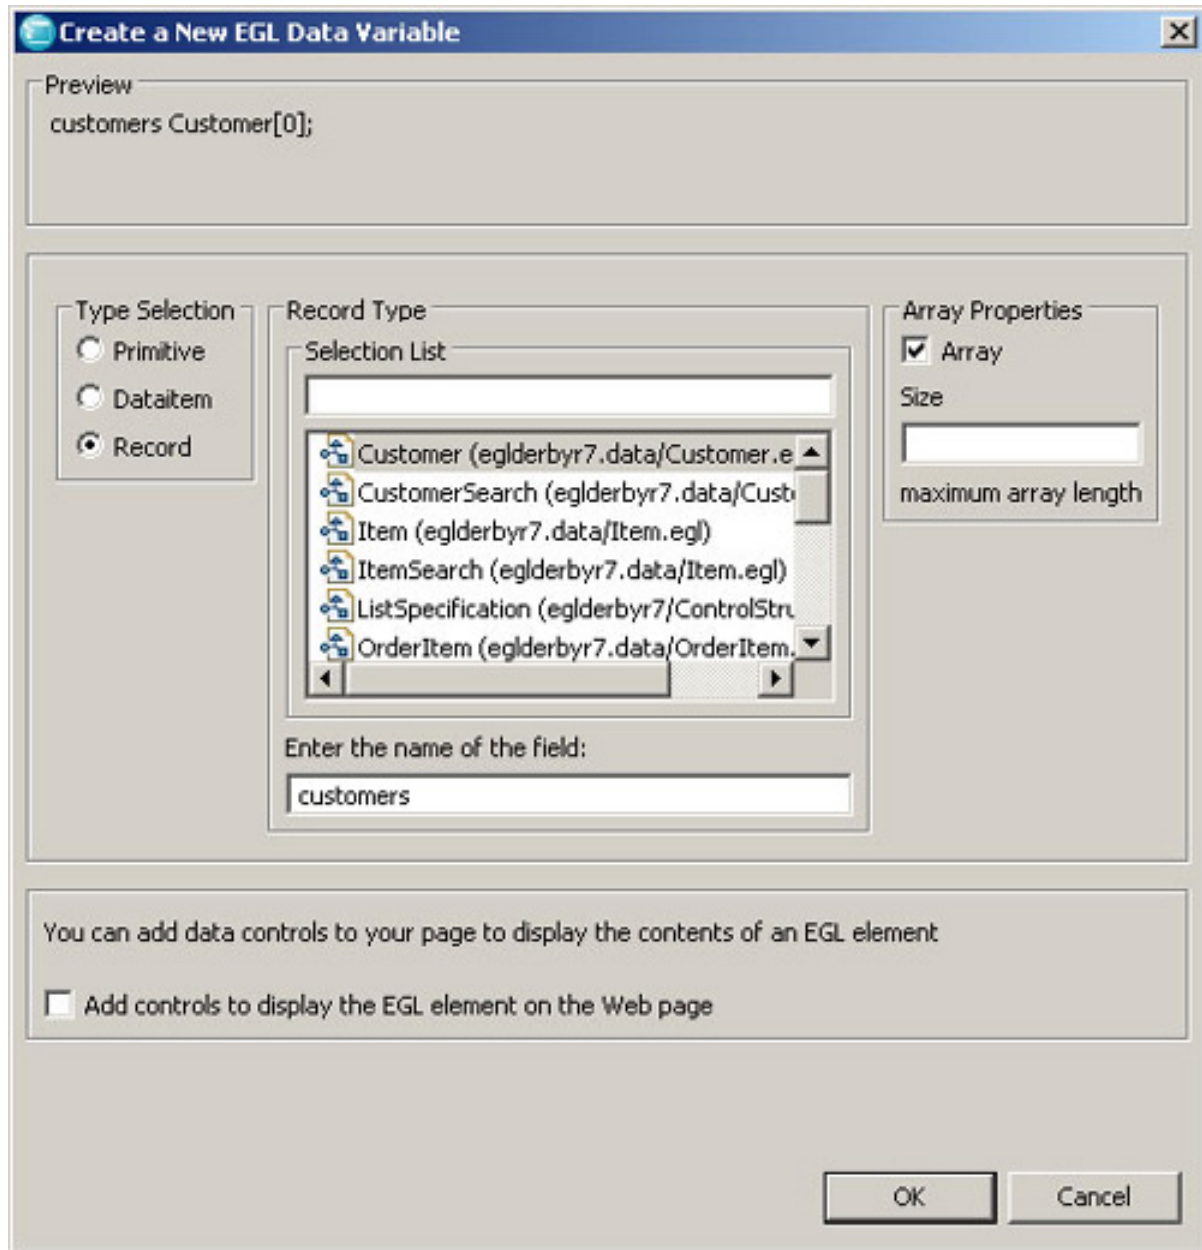 Create a New EGL Data Variable
Preview
customers Customer[0];
Type Selection
Primitive
Dataitem
Record
Record Type
Selection List
Customer (eglderbyr7.data/Customer.e
CustomerSearch (eglderbyr7.data/Cust
Item (eglderbyr7.data/Item.egl)
ItemSearch (eglderbyr7.data/Item.egl)
ListSpecification (eglderbyr7/ControlStru
OrderItem (eglderbyr7.data/OrderItem.
Enter the name of the field:
customers
Array Properties
Array
Size
maximum array length
You can add data controls to your page to display the contents of an EGL element
Add controls to display the EGL element on the Web page
OK
Cancel